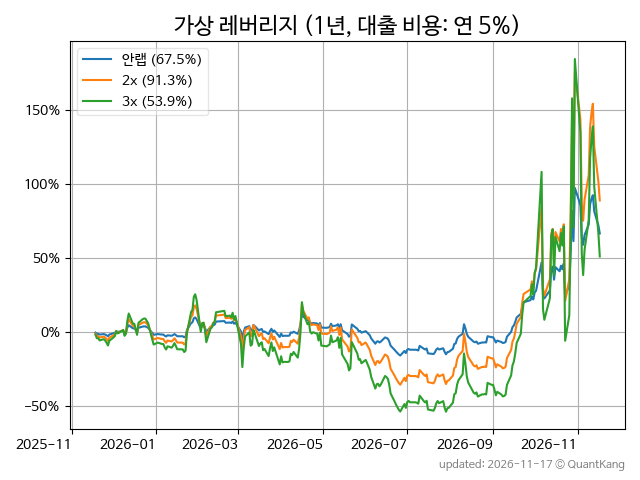 가상 레버리지 (1년, 대출 비용: 연 5%)
안랩 (67.5%)
2x (91.3%)
3x (53.9%)
150%
100%
50%
0%
−50%
2025−11 2026−01 2026−03 2026−05 2026−07 2026−09 2026−11
updated: 2026-11-17 © QuantKang